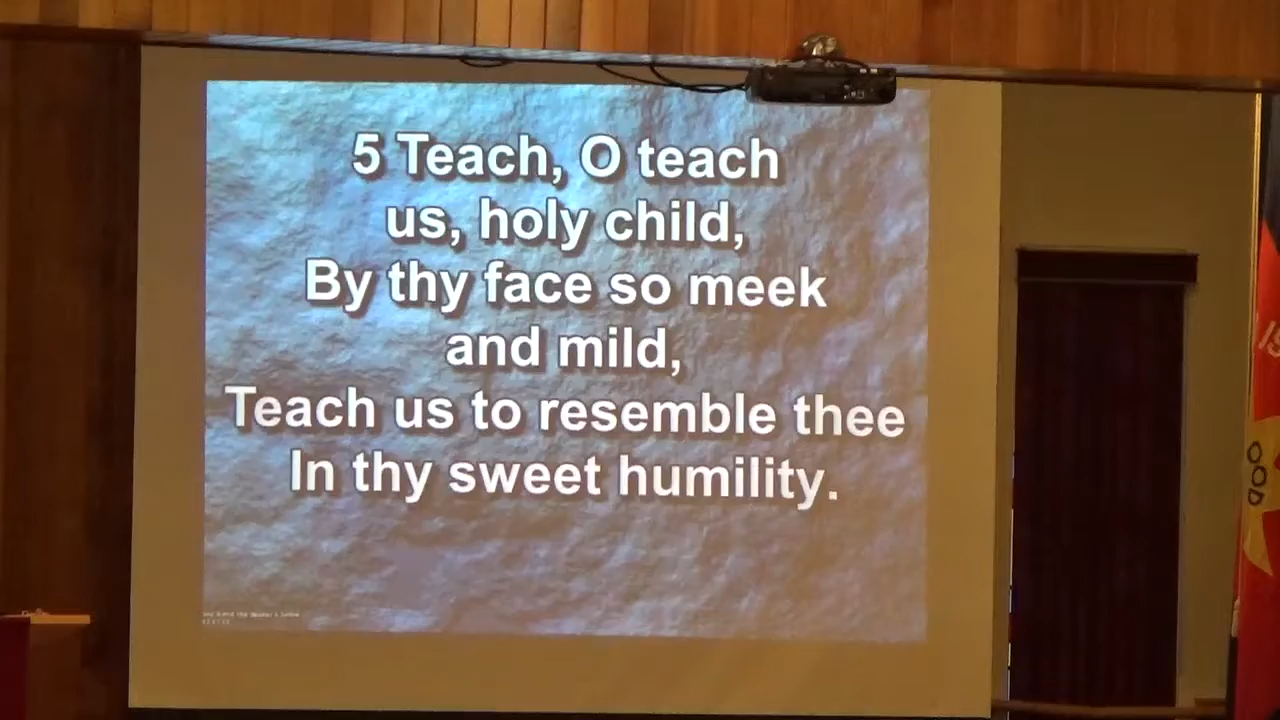 5 Teach, O teach
us, holy child,
By thy face so meek
and mild,
Teach us to resemble thee
In thy sweet humility.